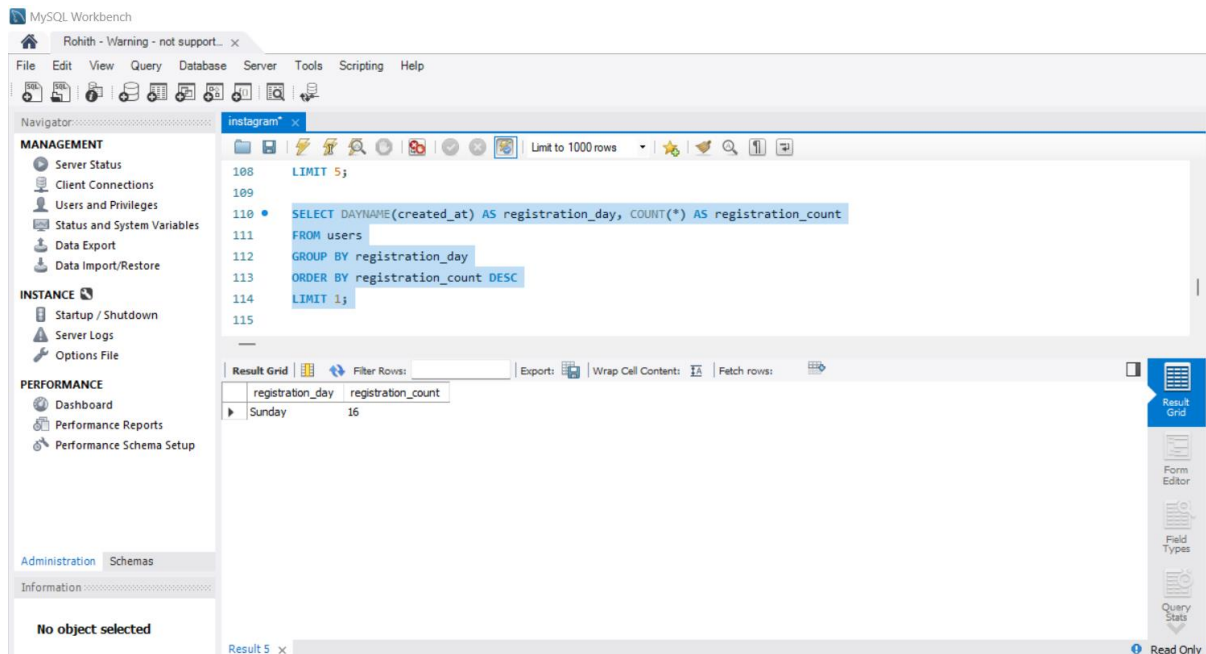 MySQL Workbench
Rohith - Warning - not support...
File Edit View Query Database Server Tools Scripting Help
Navigator
instagram*
MANAGEMENT
Server Status
Client Connections
Users and Privileges
Status and System Variables
Data Export
Data Import/Restore
INSTANCE
Startup / Shutdown
Server Logs
Options File
PERFORMANCE
Dashboard
Performance Reports
Performance Schema Setup
Administration Schemas
Information
No object selected
Limit to 1000 rows
108 LIMIT 5;
109
110 SELECT DAYNAME(created_at) AS registration_day, COUNT(*) AS registration_count
111 FROM users
112 GROUP BY registration_day
113 ORDER BY registration_count DESC
114 LIMIT 1;
115
Result Grid Filter Rows: Export: Wrap Cell Content: Fetch rows:
registration_day registration_count
Sunday 16
Result Grid
Form Editor
Field Types
Query Stats
Result 5
Read Only